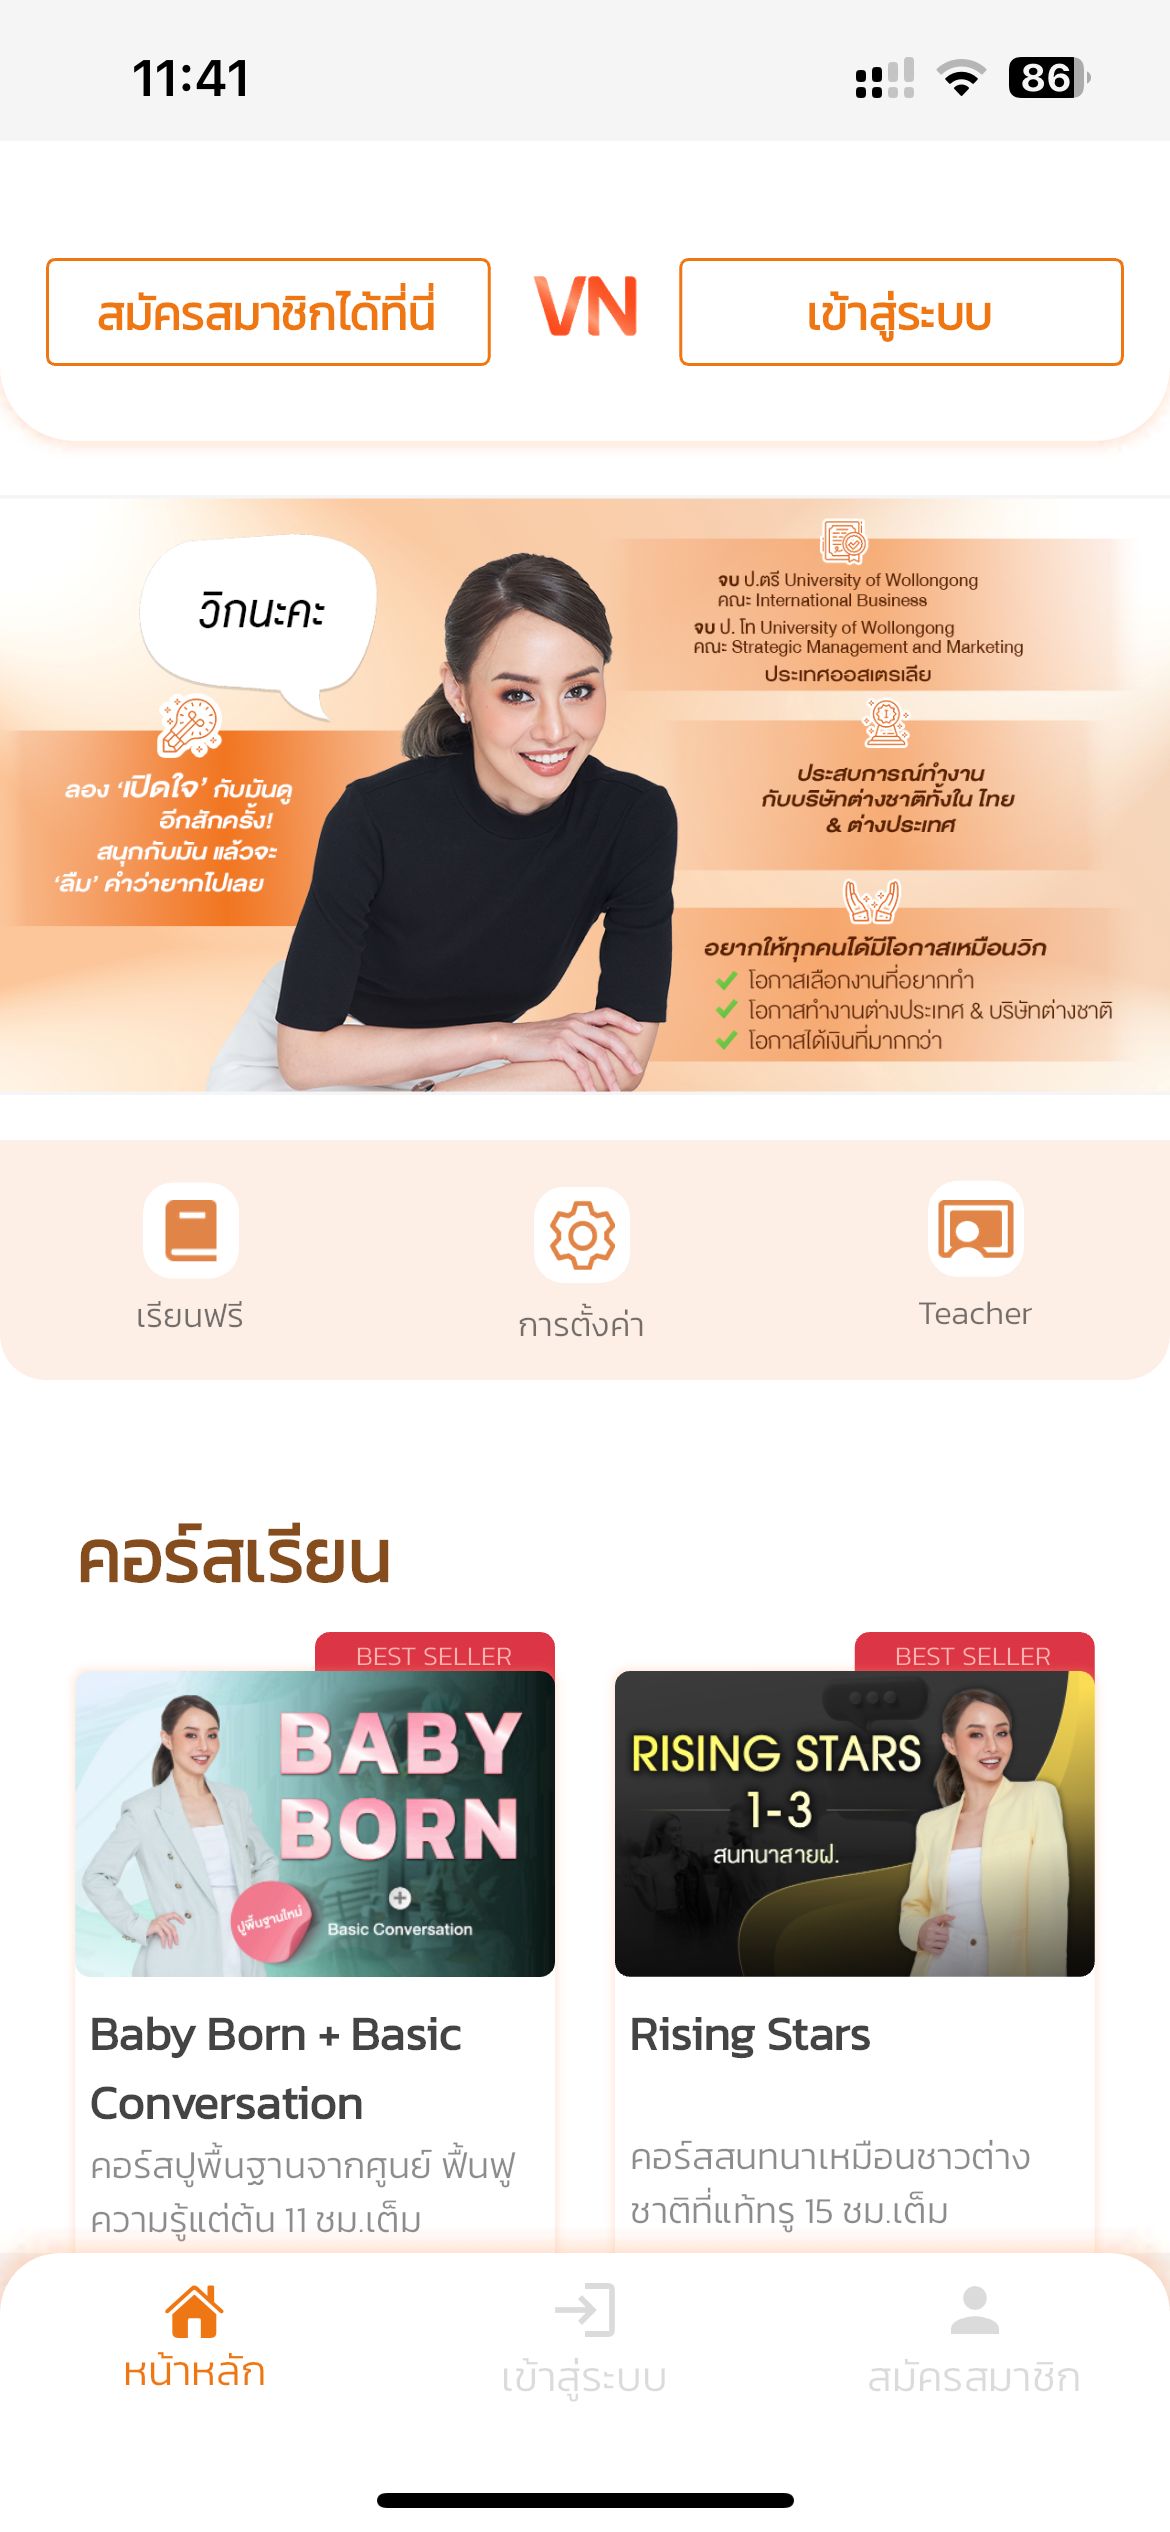 11:41
86
สมัครสมาชิกได้ที่นี่
VN
เข้าสู่ระบบ
วิกนะคะ
ลอง ‘เปิดใจ’ กับมันดู
อีกสักครั้ง!
สนุกกับมัน แล้วจะ
‘ลืม’ คำว่ายากไปเลย
จบ ป.ตรี University of Wollongong
คณะ International Business
จบ ป. โท University of Wollongong
คณะ Strategic Management and Marketing
ประเทศออสเตรเลีย
ประสบการณ์ทำงาน
กับบริษัทต่างชาติทั้งใน ไทย
& ต่างประเทศ
อยากให้ทุกคนได้มีโอกาสเหมือนวิก
โอกาสเลือกงานที่อยากทำ
โอกาสทำงานต่างประเทศ & บริษัทต่างชาติ
โอกาสได้เงินที่มากกว่า
เรียนฟรี
การตั้งค่า
Teacher
คอร์สเรียน
BEST SELLER
BABY
BORN
ปูพื้นฐานใหม่
Basic Conversation
Baby Born + Basic
Conversation
คอร์สปูพื้นฐานจากศูนย์ ฟื้นฟู
ความรู้แต่ต้น 11 ชม.เต็ม
BEST SELLER
RISING STARS
1-3
สนทนาสายฝ.
Rising Stars
คอร์สสนทนาเหมือนชาวต่าง
ชาติที่แท้ทรู 15 ชม.เต็ม
หน้าหลัก
เข้าสู่ระบบ
สมัครสมาชิก